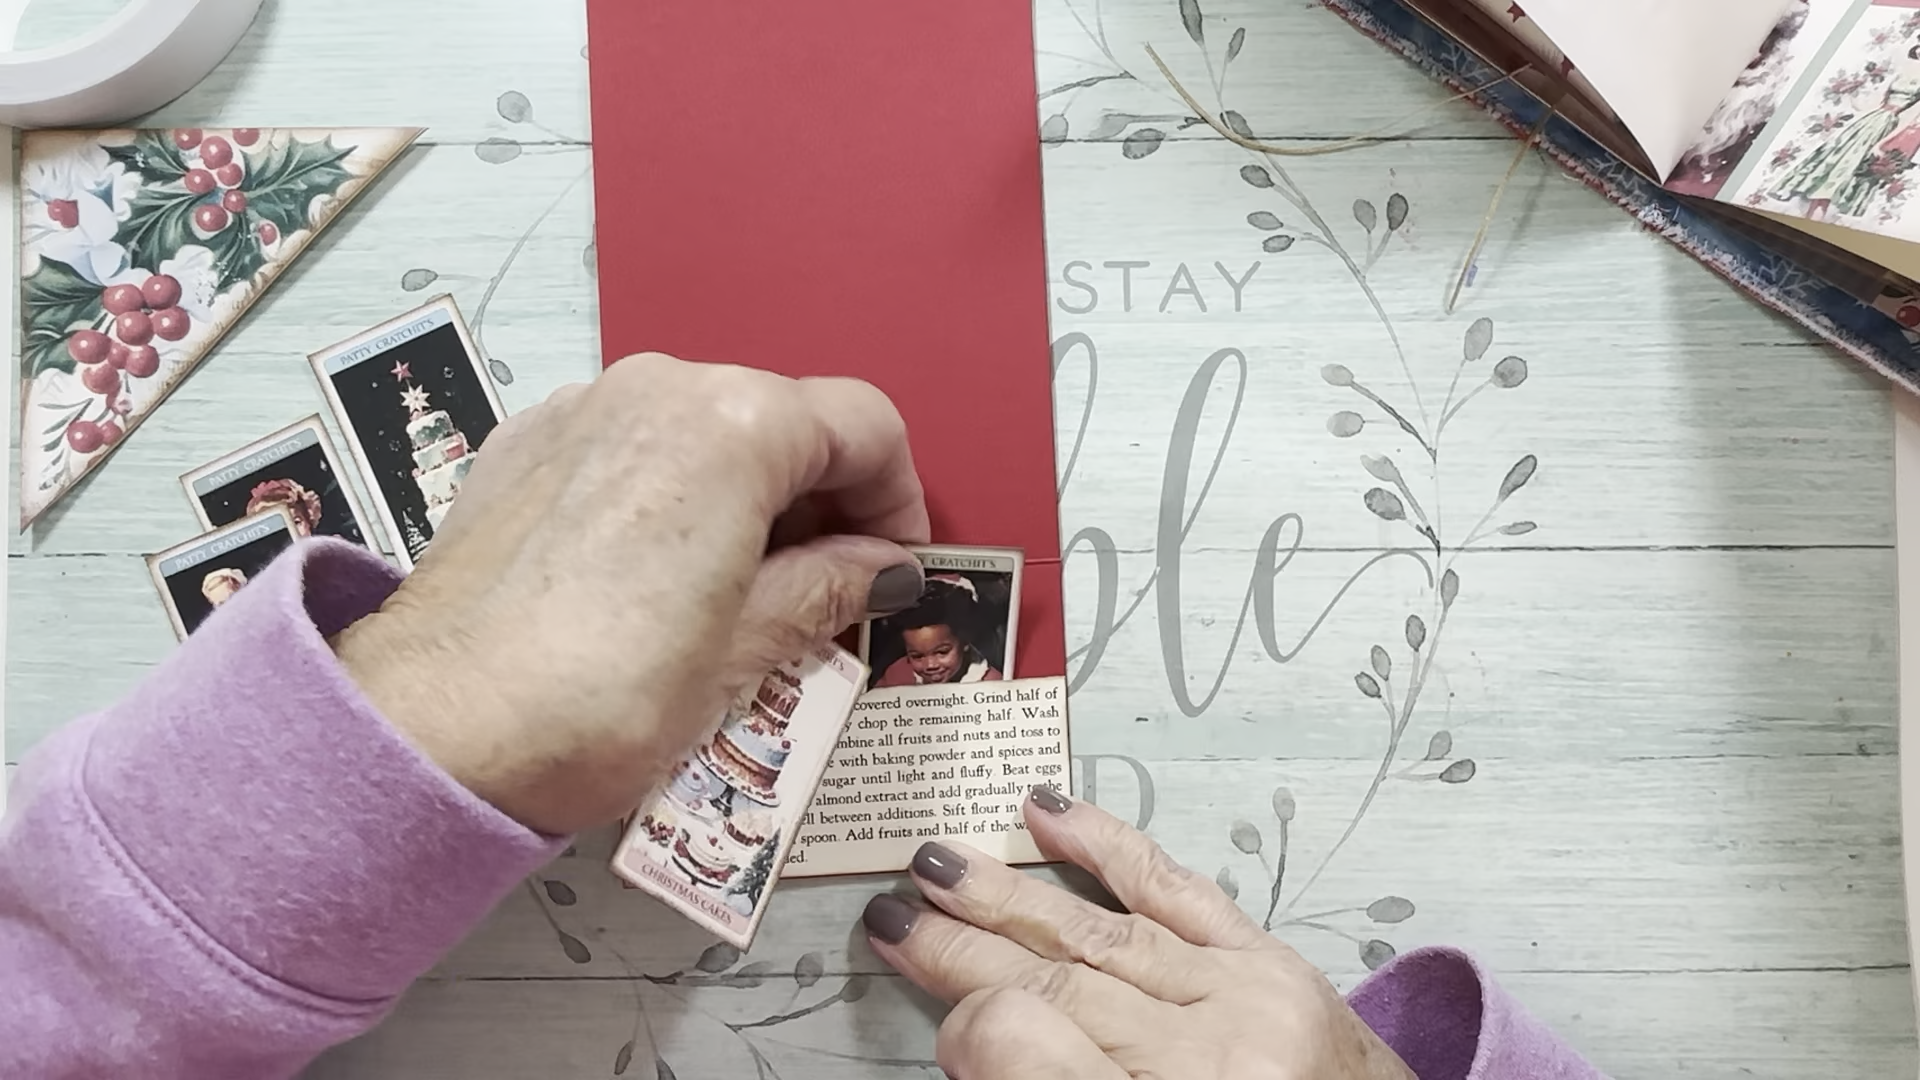 STAY
ble
D
PATTY CRATCHIT'S
PATTY CRATCHIT'S
PATTY CRATCHIT'S
CRATCHIT'S
covered overnight. Grind half of
chop the remaining half. Wash
all fruits and nuts and toss to
with baking powder and spices and
sugar until light and fluffy. Beat eggs
almond extract and add gradually to the
between additions. Sift flour in
spoon. Add fruits and half of the
CHRISTMAS CAKES